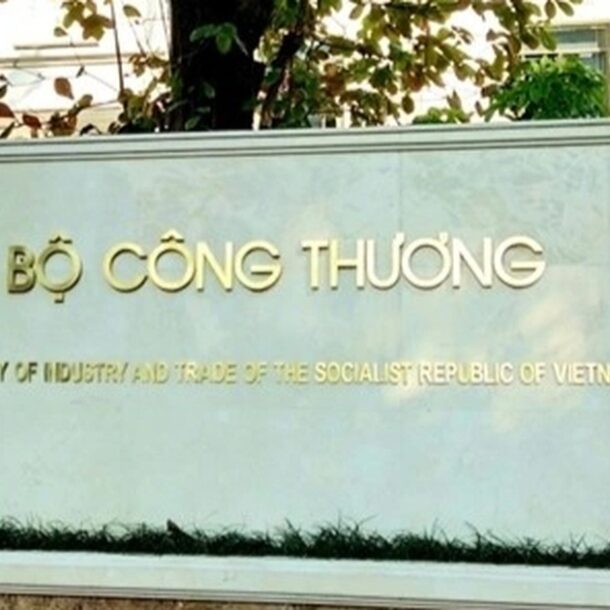 BỘ CÔNG THƯƠNG
Y OF INDUSTRY AND TRADE OF THE SOCIALIST REPUBLIC OF VIETN